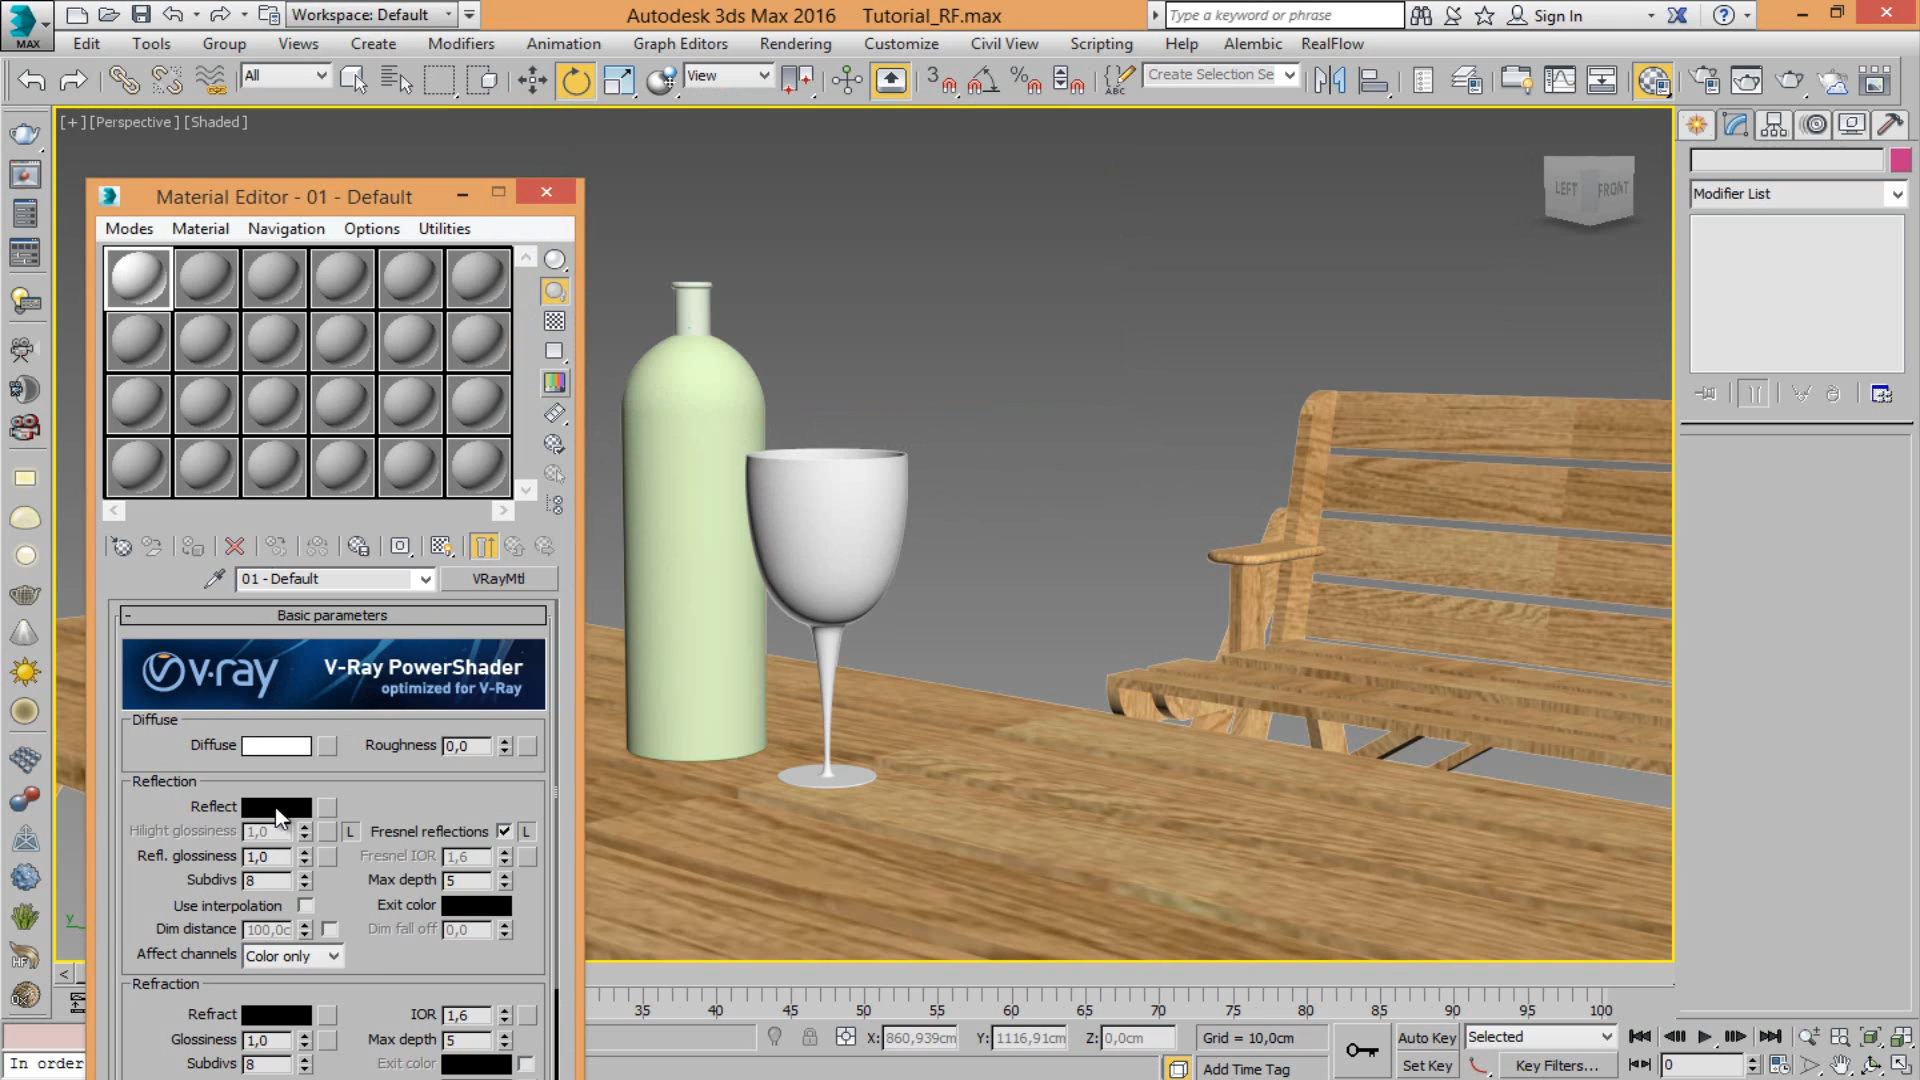 Workspace: Default
Autodesk 3ds Max 2016 Tutorial_RF.max
Type a keyword or phrase
Sign In
MAX
Edit Tools Group Views Create Modifiers Animation Graph Editors Rendering Customize Civil View Scripting Help Alembic RealFlow
All
View
3
%
ABC
Create Selection Se
[+][Perspective][Shaded]
LEFT FRONT
Modifier List
Material Editor - 01 - Default
Modes Material Navigation Options Utilities
01 - Default
VRayMtl
Basic parameters
v-ray
V-Ray PowerShader
optimized for V-Ray
Diffuse
Diffuse
Roughness 0,0
Reflection
Reflect
Hilight glossiness 1,0 L Fresnel reflections L
Refl. glossiness 1,0 Fresnel IOR 1,6
Subdivs 8 Max depth 5
Use interpolation Exit color
Dim distance 100,0c Dim fall off 0,0
Affect channels Color only
Refraction
Refract IOR 1,6
Glossiness 1,0 Max depth 5
Subdivs 8 Exit color
y
HF
35 40 45 50 55 60 65 70 75 80 85 90 95 100
X: 860,939cm Y: 1116,91cm Z: 0,0cm Grid = 10,0cm
Auto Key Selected
In order
Add Time Tag
Set Key Key Filters... 0